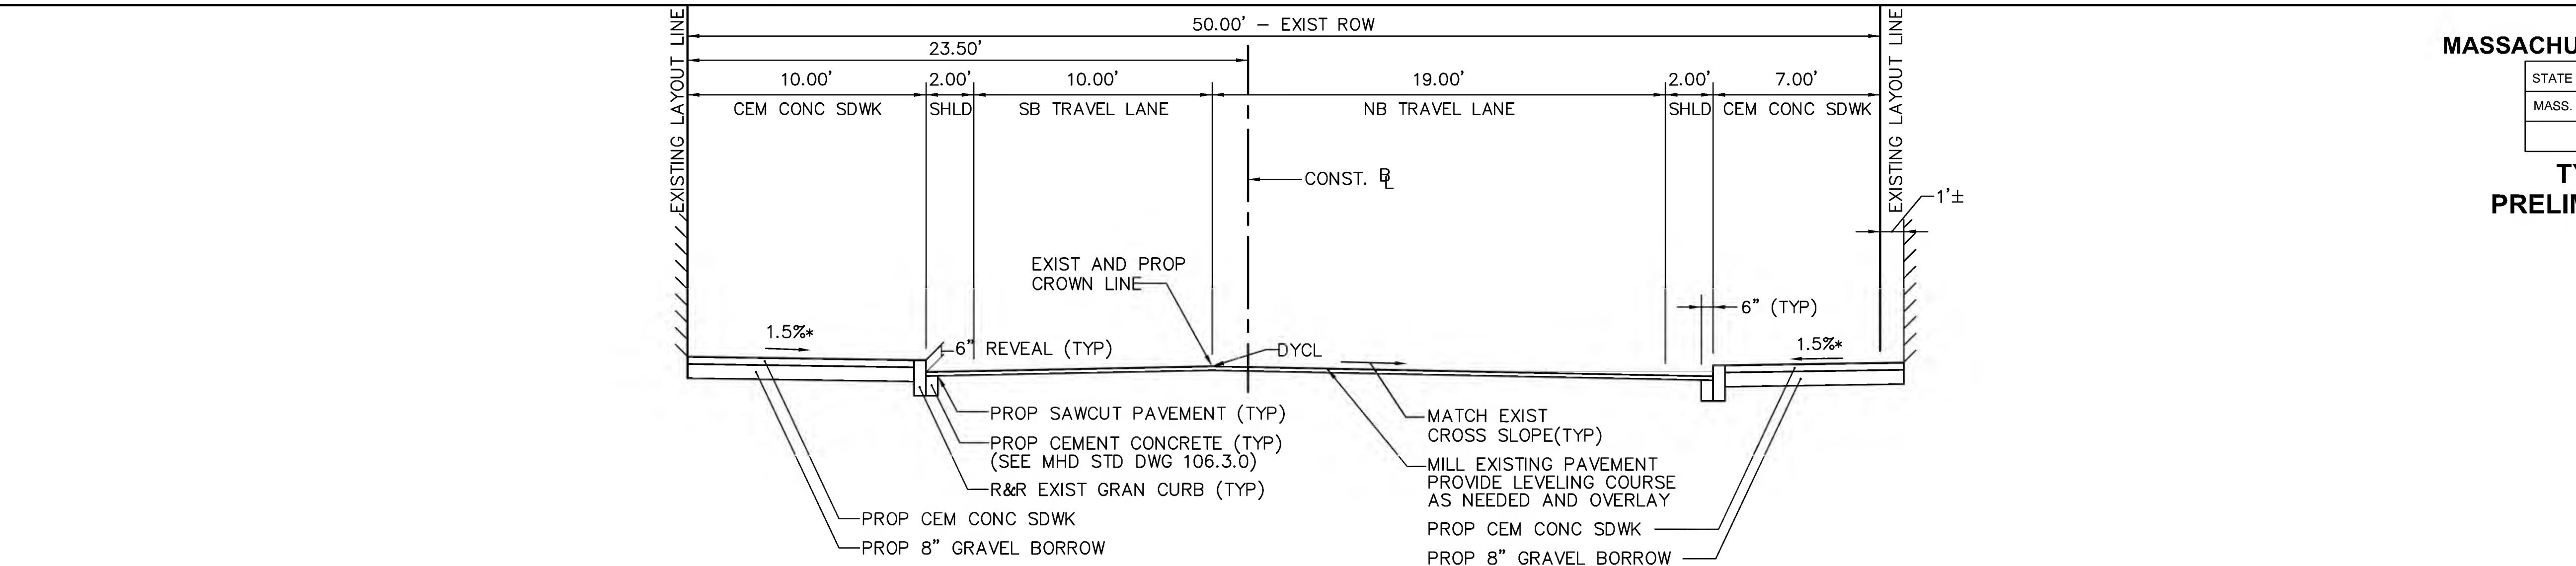 50.00' – EXIST ROW
23.50'
10.00'
2.00'
10.00'
19.00'
2.00'
7.00'
CEM CONC SDWK
SHLD
SB TRAVEL LANE
NB TRAVEL LANE
SHLD
CEM CONC SDWK
EXISTING LAYOUT LINE
EXISTING LAYOUT LINE
MASSACHU
STATE
MASS.
TY
PRELIM
CONST. BL
1'±
EXIST AND PROP
CROWN LINE
6" (TYP)
1.5%*
6" REVEAL (TYP)
DYCL
1.5%*
PROP SAWCUT PAVEMENT (TYP)
PROP CEMENT CONCRETE (TYP)
(SEE MHD STD DWG 106.3.0)
R&R EXIST GRAN CURB (TYP)
PROP CEM CONC SDWK
PROP 8" GRAVEL BORROW
MATCH EXIST
CROSS SLOPE(TYP)
MILL EXISTING PAVEMENT
PROVIDE LEVELING COURSE
AS NEEDED AND OVERLAY
PROP CEM CONC SDWK
PROP 8" GRAVEL BORROW